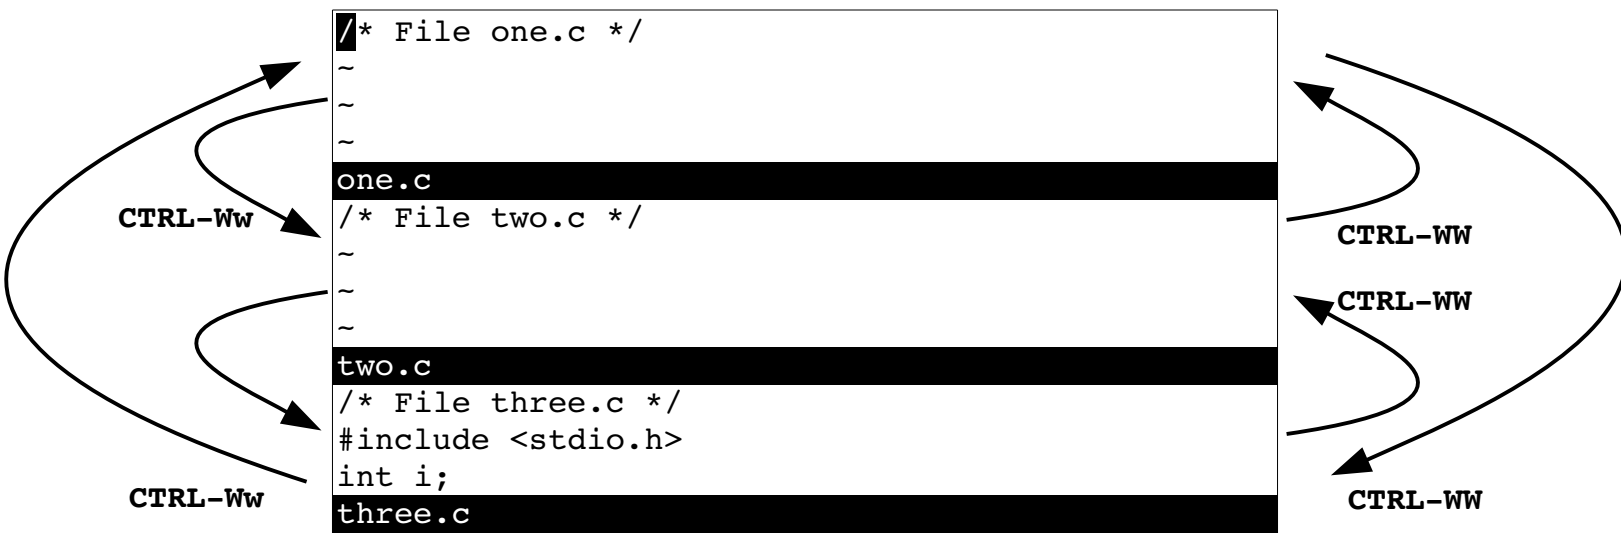 /* File one.c */
~
~
~
one.c
/* File two.c */
CTRL-Ww
CTRL-WW
~
~
CTRL-WW
~
two.c
/* File three.c */
#include <stdio.h>
int i;
CTRL-Ww
CTRL-WW
three.c